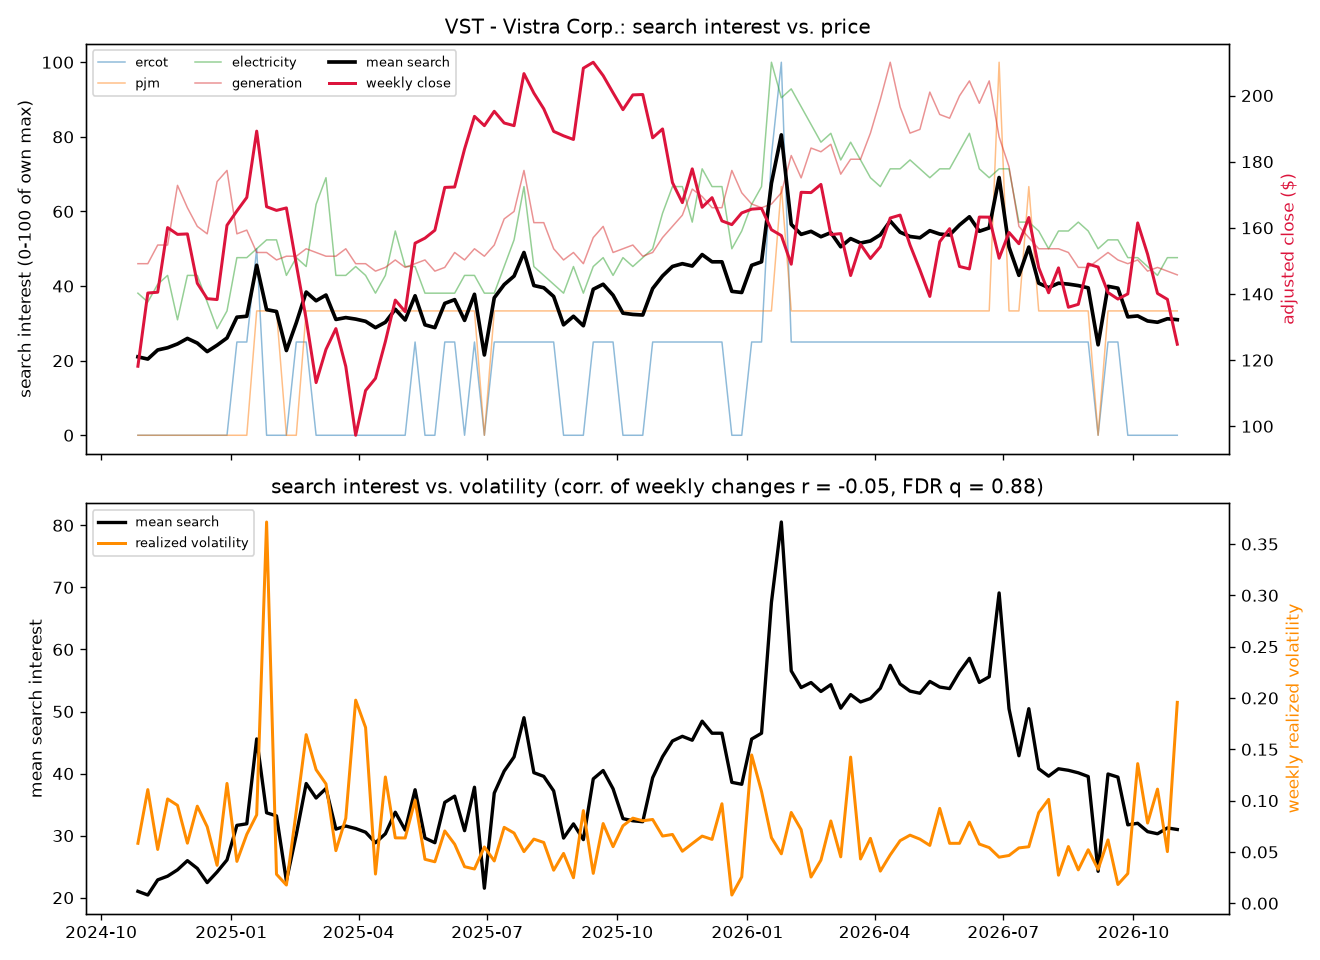 VST - Vistra Corp.: search interest vs. price
ercot
pjm
electricity
generation
mean search
weekly close
search interest (0-100 of own max)
100
80
60
40
20
0
adjusted close ($)
200
180
160
140
120
100
search interest vs. volatility (corr. of weekly changes r = -0.05, FDR q = 0.88)
mean search
realized volatility
mean search interest
80
70
60
50
40
30
20
weekly realized volatility
0.35
0.30
0.25
0.20
0.15
0.10
0.05
0.00
2024-10
2025-01
2025-04
2025-07
2025-10
2026-01
2026-04
2026-07
2026-10